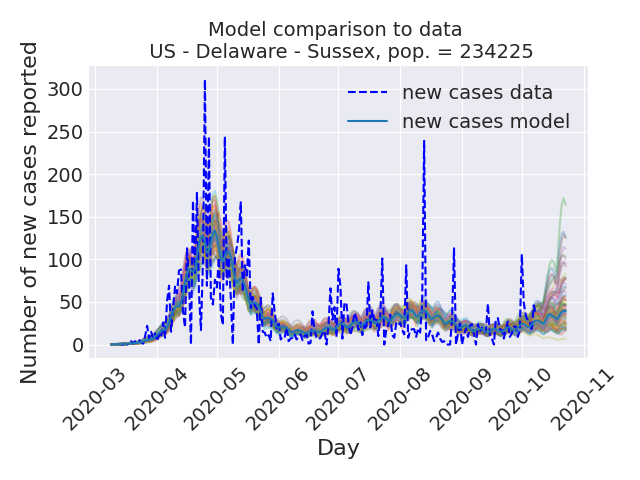 Model comparison to data
US - Delaware - Sussex, pop. = 234225
Number of new cases reported
300
250
200
150
100
50
0
new cases data
new cases model
2020-03
2020-04
2020-05
2020-06
2020-07
2020-08
2020-09
2020-10
2020-11
Day